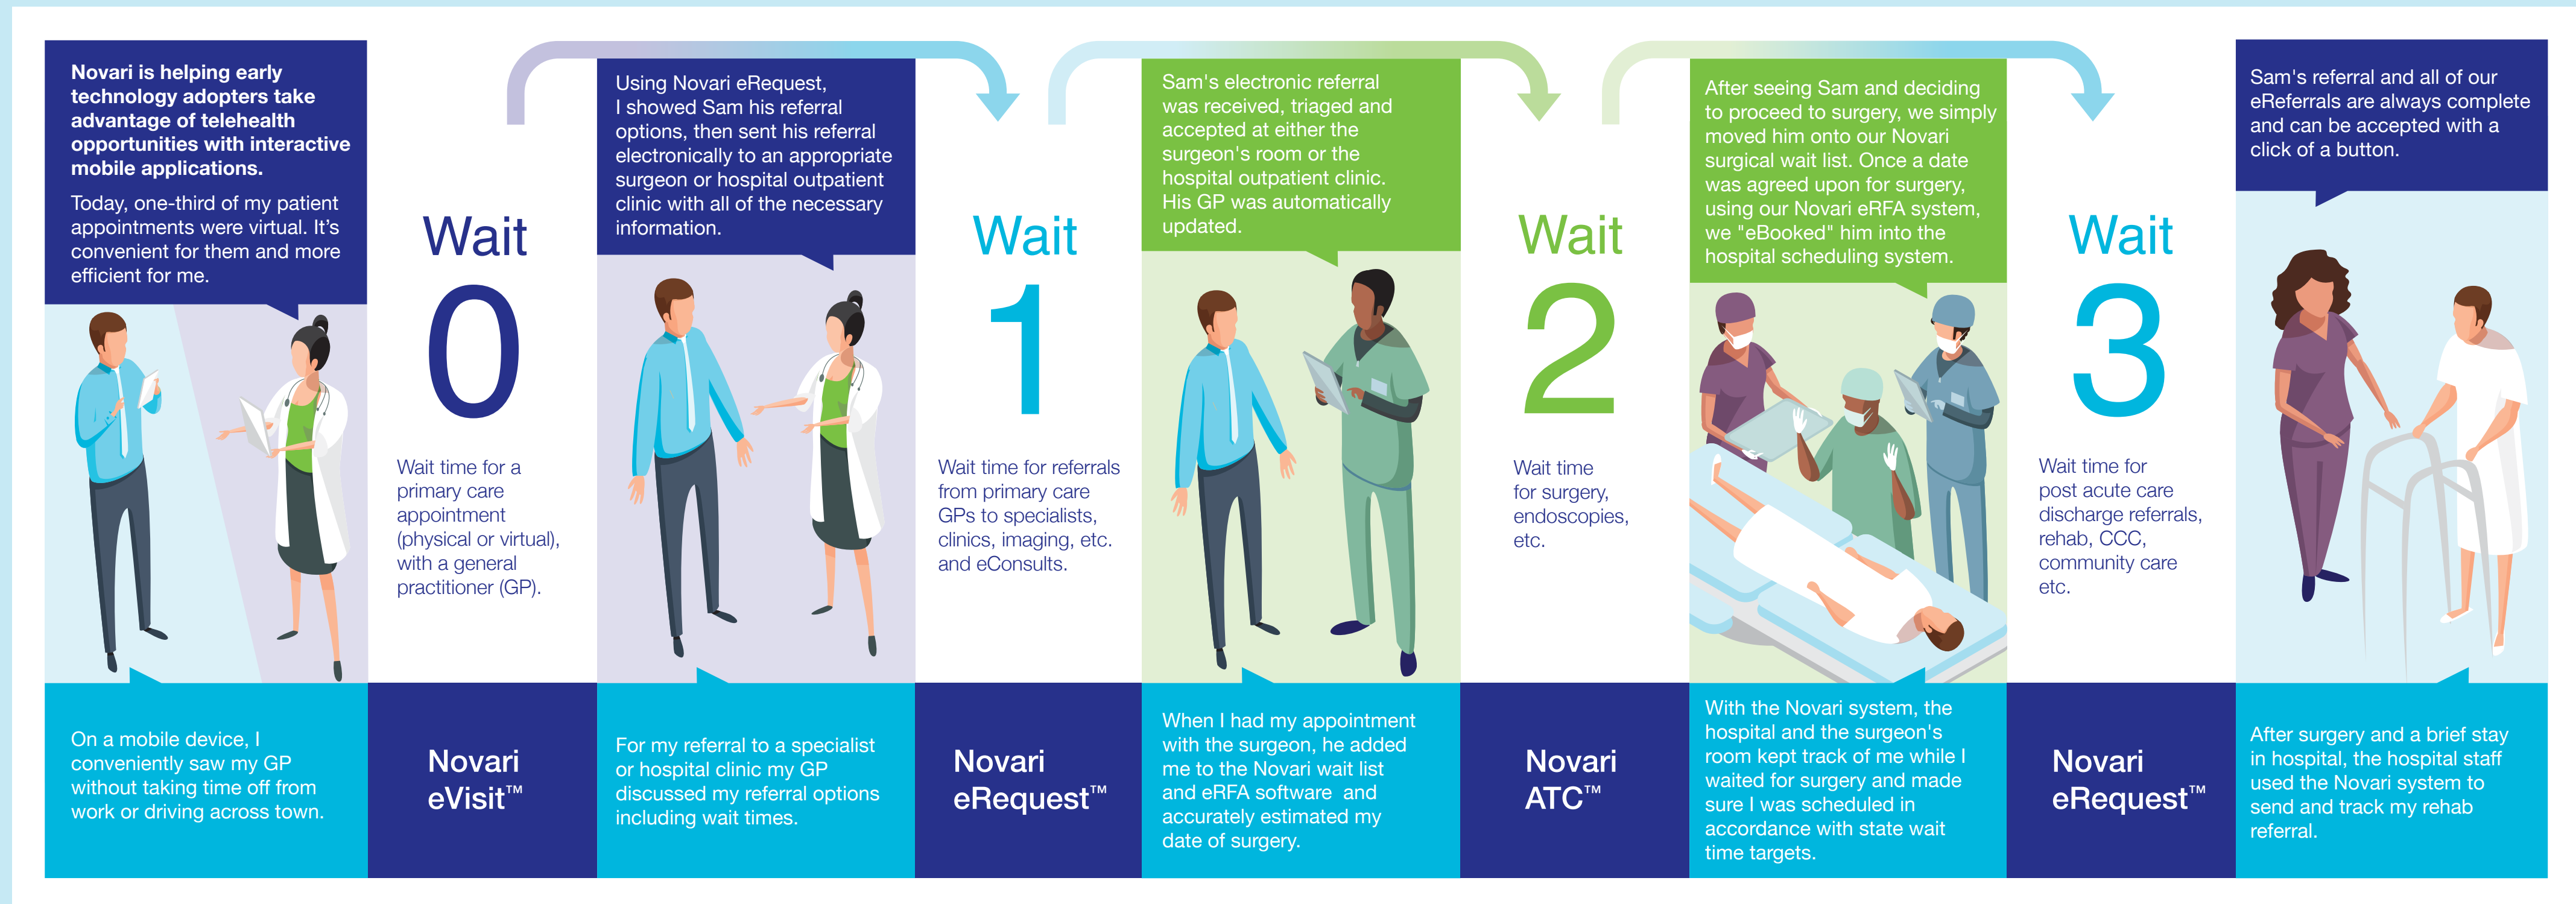 Novari is helping early
technology adopters take
advantage of telehealth
opportunities with interactive
mobile applications.
Today, one-third of my patient
appointments were virtual. It’s
convenient for them and more
efficient for me.
On a mobile device, I
conveniently saw my GP
without taking time off from
work or driving across town.
Wait
0
Wait time for a
primary care
appointment
(physical or virtual),
with a general
practitioner (GP).
Novari
eVisit™
Using Novari eRequest,
I showed Sam his referral
options, then sent his referral
electronically to an appropriate
surgeon or hospital outpatient
clinic with all of the necessary
information.
For my referral to a specialist
or hospital clinic my GP
discussed my referral options
including wait times.
Wait
1
Wait time for referrals
from primary care
GPs to specialists,
clinics, imaging, etc.
and eConsults.
Novari
eRequest™
Sam's electronic referral
was received, triaged and
accepted at either the
surgeon's room or the
hospital outpatient clinic.
His GP was automatically
updated.
When I had my appointment
with the surgeon, he added
me to the Novari wait list
and eRFA software and
accurately estimated my
date of surgery.
Wait
2
Wait time
for surgery,
endoscopies,
etc.
Novari
ATC™
After seeing Sam and deciding
to proceed to surgery, we simply
moved him onto our Novari
surgical wait list. Once a date
was agreed upon for surgery,
using our Novari eRFA system,
we "eBooked" him into the
hospital scheduling system.
With the Novari system, the
hospital and the surgeon's
room kept track of me while I
waited for surgery and made
sure I was scheduled in
accordance with state wait
time targets.
Wait
3
Wait time for
post acute care
discharge referrals,
rehab, CCC,
community care
etc.
Novari
eRequest™
Sam's referral and all of our
eReferrals are always complete
and can be accepted with a
click of a button.
After surgery and a brief stay
in hospital, the hospital staff
used the Novari system to
send and track my rehab
referral.